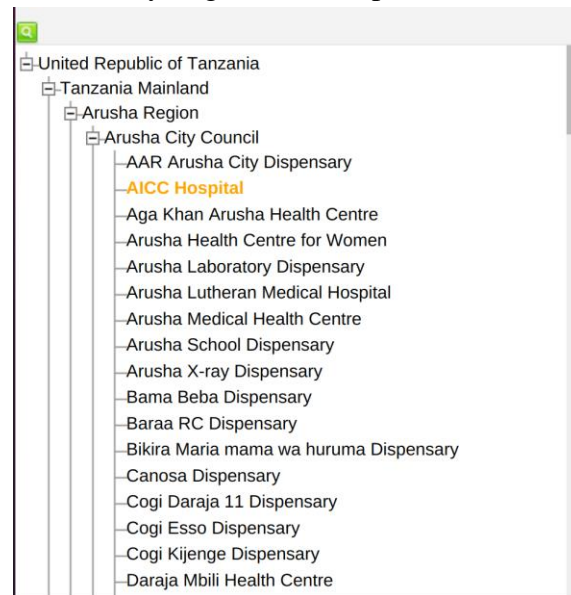 United Republic of Tanzania
Tanzania Mainland
Arusha Region
Arusha City Council
AAR Arusha City Dispensary
AICC Hospital
Aga Khan Arusha Health Centre
Arusha Health Centre for Women
Arusha Laboratory Dispensary
Arusha Lutheran Medical Hospital
Arusha Medical Health Centre
Arusha School Dispensary
Arusha X-ray Dispensary
Bama Beba Dispensary
Baraa RC Dispensary
Bikira Maria mama wa huruma Dispensary
Canosa Dispensary
Cogi Daraja 11 Dispensary
Cogi Esso Dispensary
Cogi Kijenge Dispensary
Daraja Mbili Health Centre